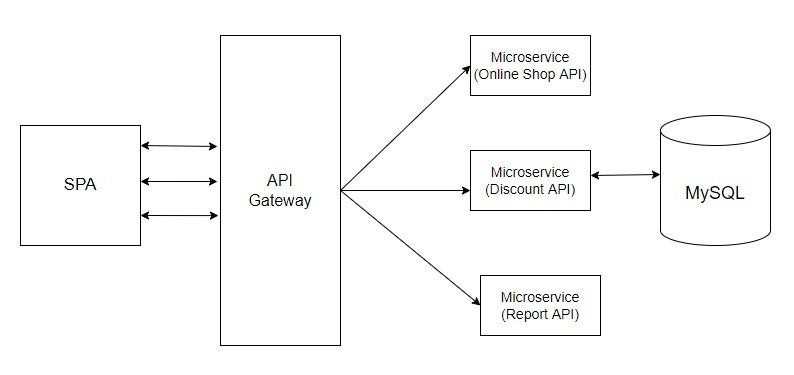 SPA
API
Gateway
Microservice
(Online Shop API)
Microservice
(Discount API)
Microservice
(Report API)
MySQL